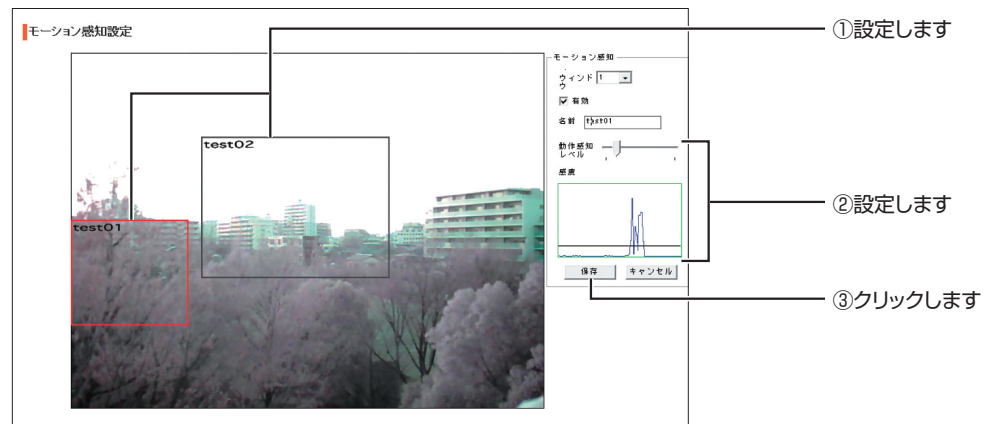 モーション感知設定
①設定します
モーション感知
ウィンドウ 1
有効
名前 test01
動作感知レベル
感度
②設定します
保存 キャンセル
③クリックします
test02
test01